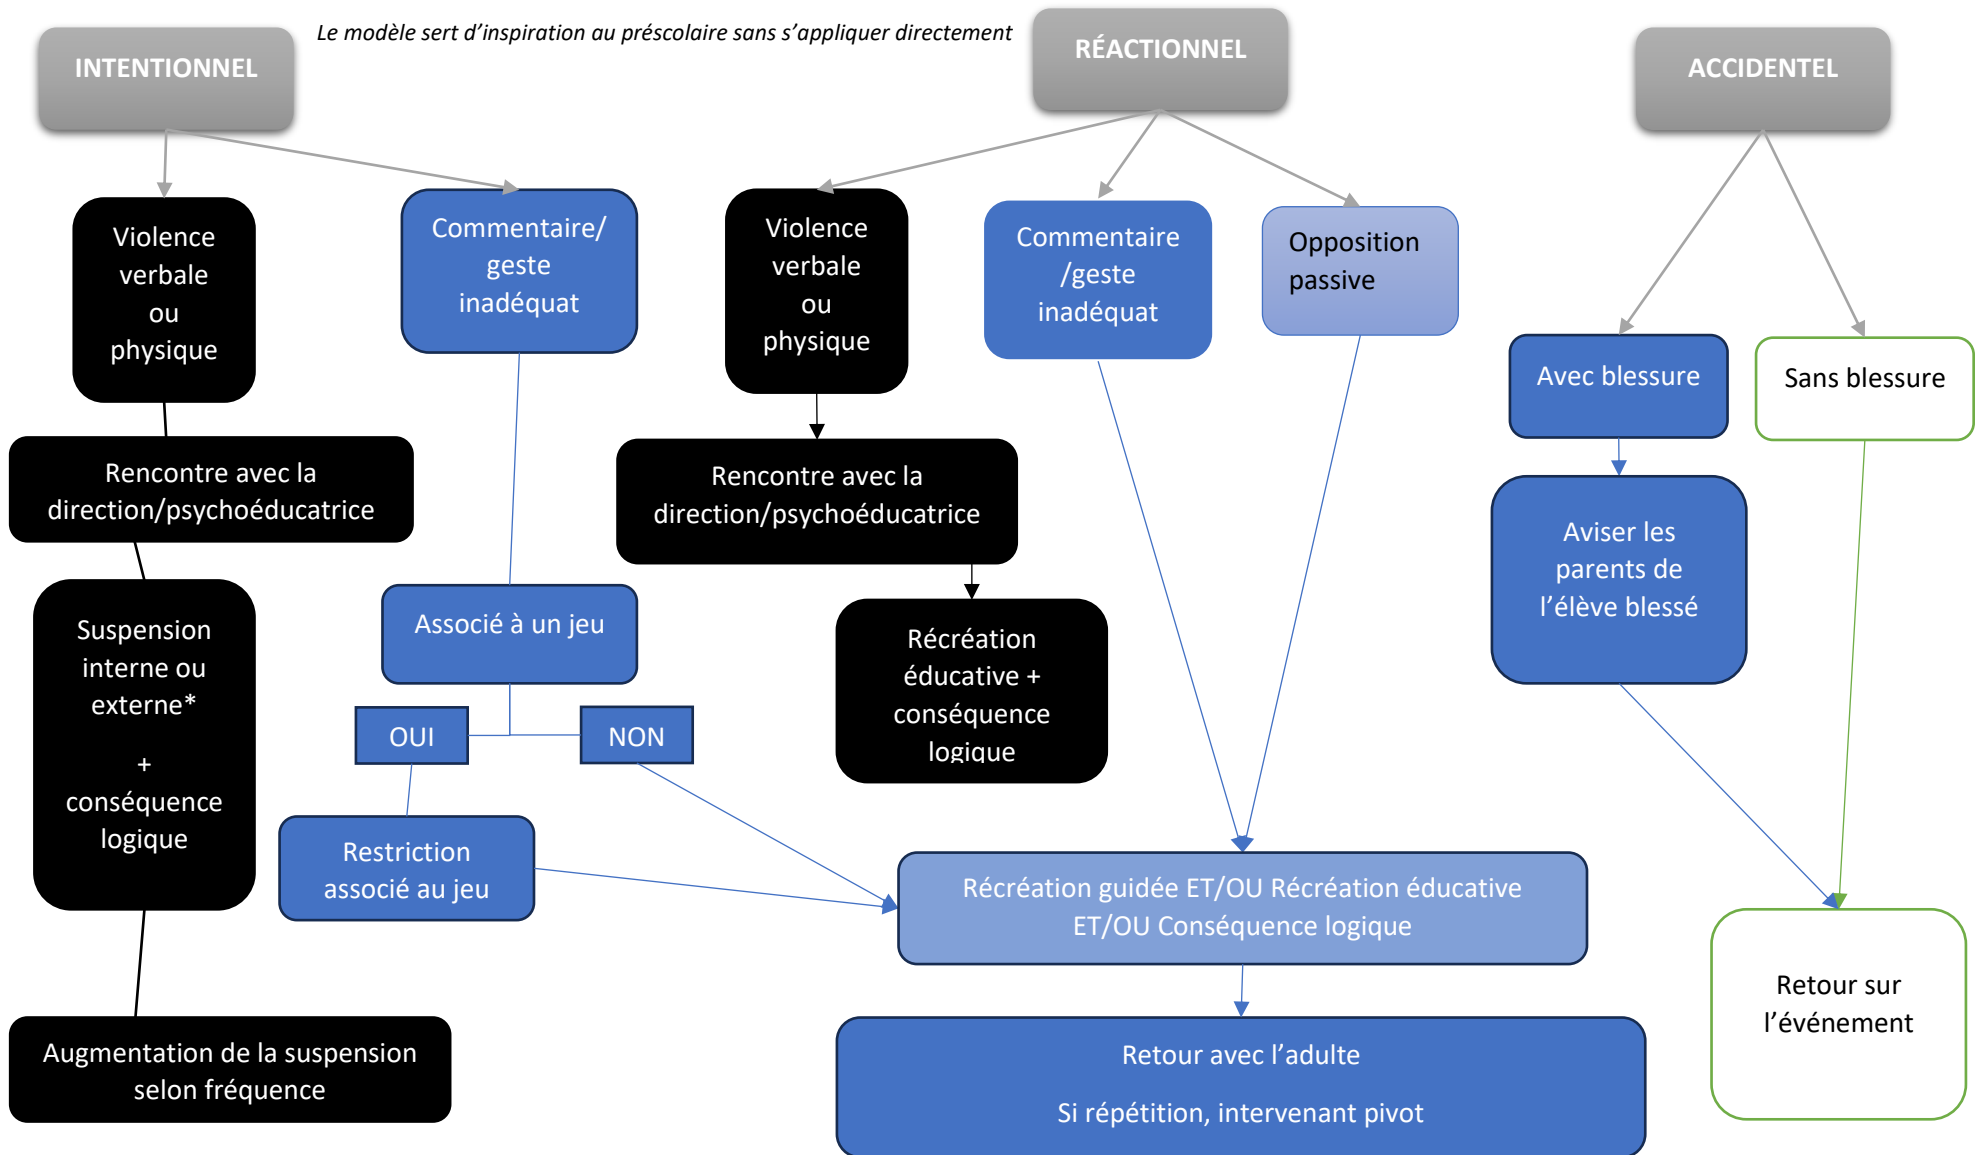 Le modèle sert d’inspiration au préscolaire sans s’appliquer directement
INTENTIONNEL
RÉACTIONNEL
ACCIDENTEL
Violence
verbale
ou
physique
Commentaire/
geste
inadéquat
Violence
verbale
ou
physique
Commentaire
/geste
inadéquat
Opposition
passive
Avec blessure
Sans blessure
Rencontre avec la
direction/psychoéducatrice
Rencontre avec la
direction/psychoéducatrice
Aviser les
parents de
l’élève blessé
Suspension
interne ou
externe*
+
conséquence
logique
Associé à un jeu
OUI
NON
Récréation
éducative +
conséquence
logique
Restriction
associé au jeu
Récréation guidée ET/OU Récréation éducative
ET/OU Conséquence logique
Retour sur
l’événement
Augmentation de la suspension
selon fréquence
Retour avec l’adulte
Si répétition, intervenant pivot